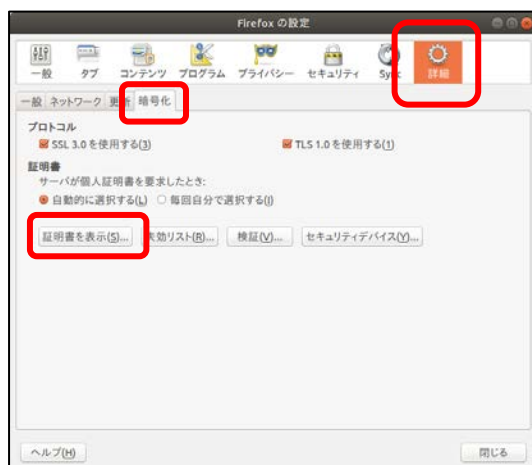 Firefox の設定
一般 タブ コンテンツ プログラム プライバシー セキュリティ Sync 詳細
一般 ネットワーク 更新 暗号化
プロトコル
SSL 3.0 を使用する(3) TLS 1.0 を使用する(1)
証明書
サーバが個人証明書を要求したとき:
自動的に選択する(L) 毎回自分で選択する(I)
証明書を表示(S)... 失効リスト(R)... 検証(V)... セキュリティデバイス(Y)...
ヘルプ(H) 閉じる